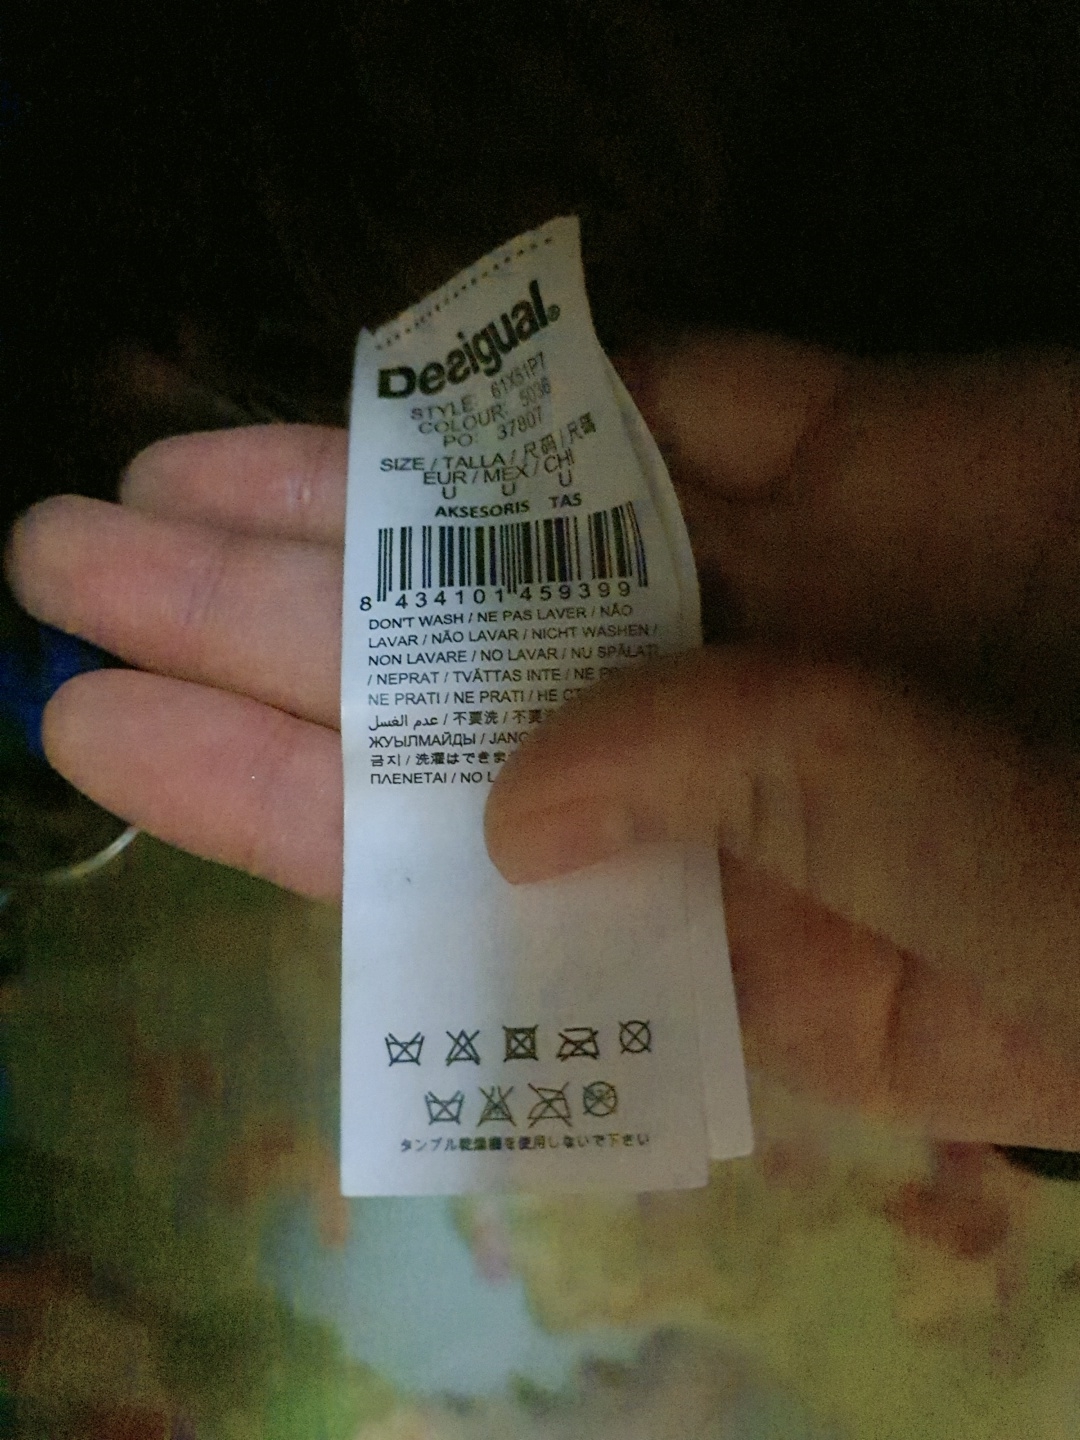 Desigual.
STYLE: 61X51P7
COLOUR: 5036
PO: 37807
SIZE / TALLA / 尺码 / 尺碼
EUR / MEX / CHI
U U U
AKSESORIS TAS
8 434101 459399
DON'T WASH / NE PAS LAVER / NÃO
LAVAR / NÃO LAVAR / NICHT WASHEN /
NON LAVARE / NO LAVAR / NU SPĂLAȚI
/ NEPRAT / TVÄTTAS INTE / NE
NE PRATI / NE PRATI / НЕ
عدم الغسل / 不要洗 / 不要洗
ЖУЫЛМАЙДЫ /
금지 / 洗濯はできま
ΠΛΕΝΕΤΑΙ / NO
タンブル乾燥機を使用しないで下さい